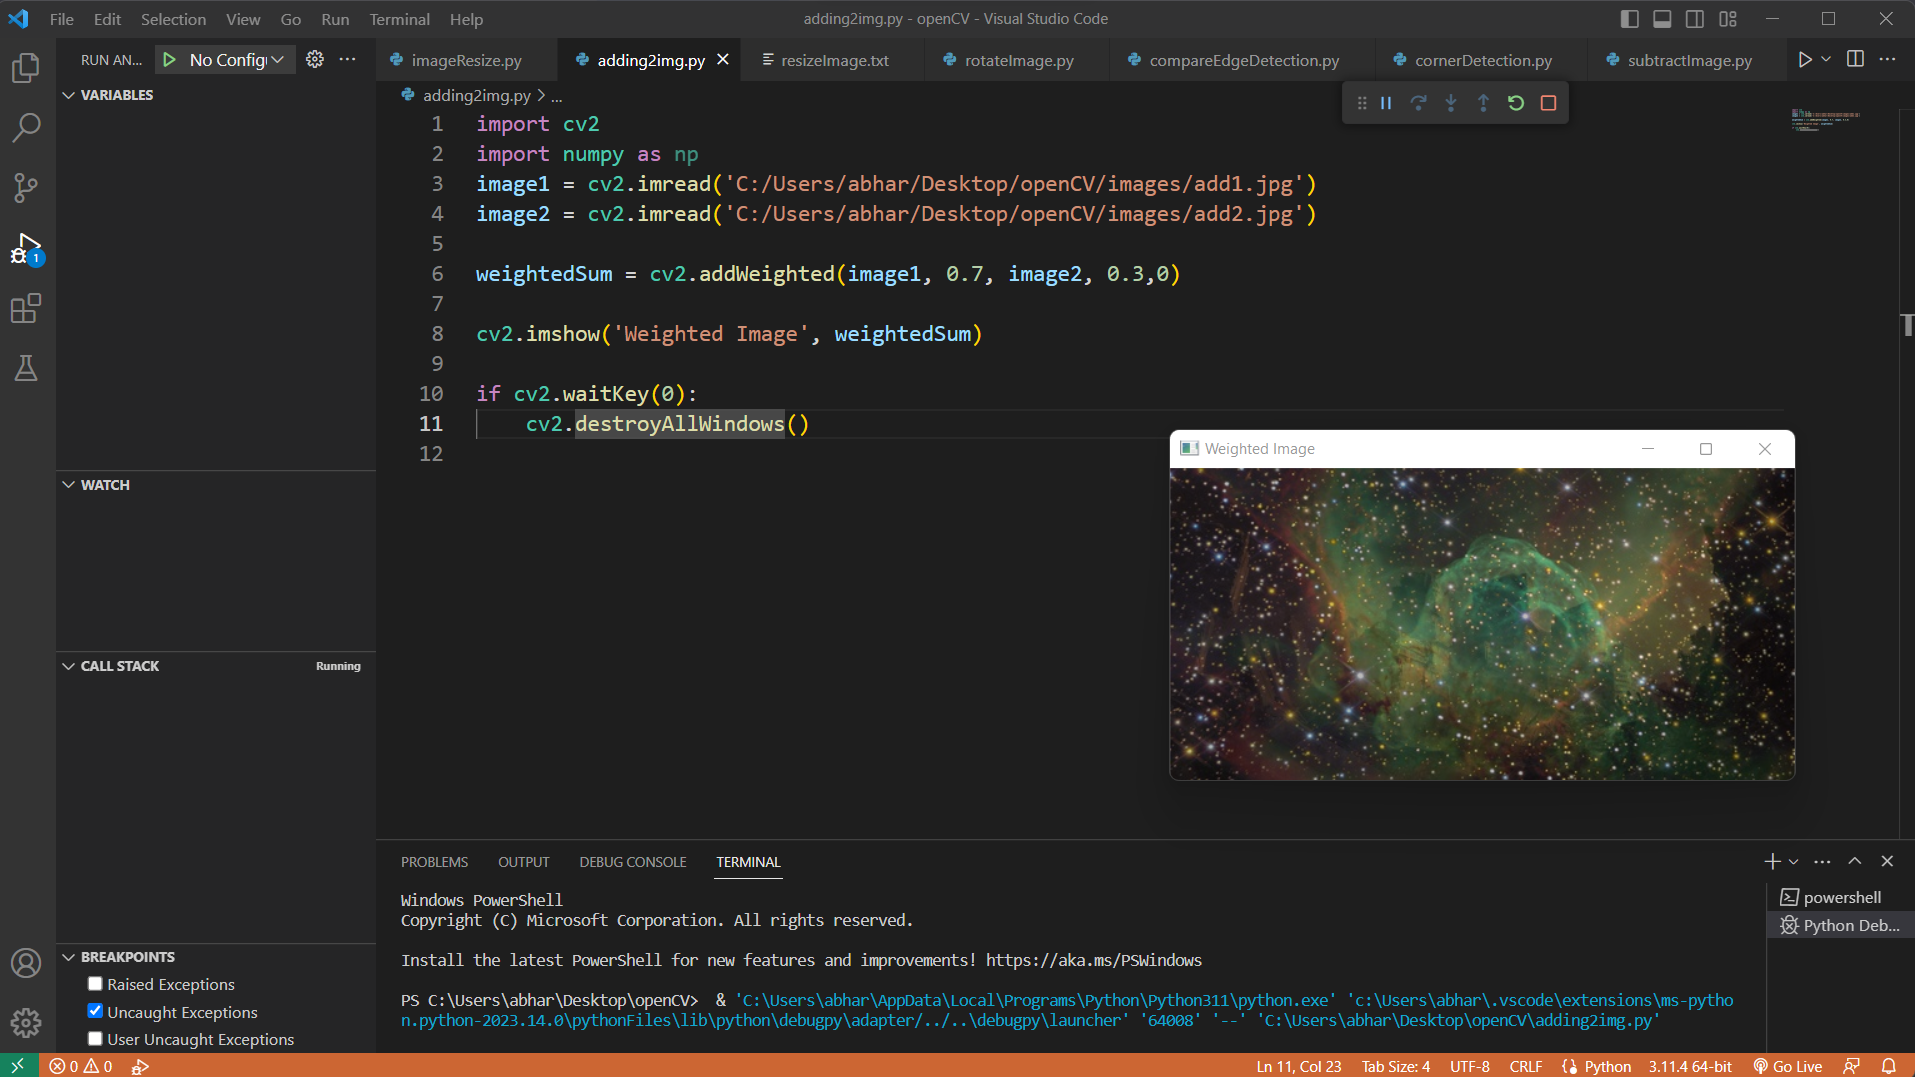 File Edit Selection View Go Run Terminal Help
adding2img.py - openCV - Visual Studio Code
RUN AN... No Config
imageResize.py adding2img.py resizeImage.txt rotateImage.py compareEdgeDetection.py cornerDetection.py subtractImage.py
VARIABLES
adding2img.py > ...
1 import cv2
2 import numpy as np
3 image1 = cv2.imread('C:/Users/abhar/Desktop/openCV/images/add1.jpg')
4 image2 = cv2.imread('C:/Users/abhar/Desktop/openCV/images/add2.jpg')
5
6 weightedSum = cv2.addWeighted(image1, 0.7, image2, 0.3,0)
7
8 cv2.imshow('Weighted Image', weightedSum)
9
10 if cv2.waitKey(0):
11 cv2.destroyAllWindows()
12
1
Weighted Image
WATCH
CALL STACK Running
BREAKPOINTS
Raised Exceptions
Uncaught Exceptions
User Uncaught Exceptions
PROBLEMS OUTPUT DEBUG CONSOLE TERMINAL
Windows PowerShell
Copyright (C) Microsoft Corporation. All rights reserved.
Install the latest PowerShell for new features and improvements! https://aka.ms/PSWindows
PS C:\Users\abhar\Desktop\openCV> & 'C:\Users\abhar\AppData\Local\Programs\Python\Python311\python.exe' 'c:\Users\abhar\.vscode\extensions\ms-pytho
n.python-2023.14.0\pythonFiles\lib\python\debugpy\adapter/../..\debugpy\launcher' '64008' '--' 'C:\Users\abhar\Desktop\openCV\adding2img.py'
powershell
Python Deb...
0 0
Ln 11, Col 23 Tab Size: 4 UTF-8 CRLF Python 3.11.4 64-bit Go Live